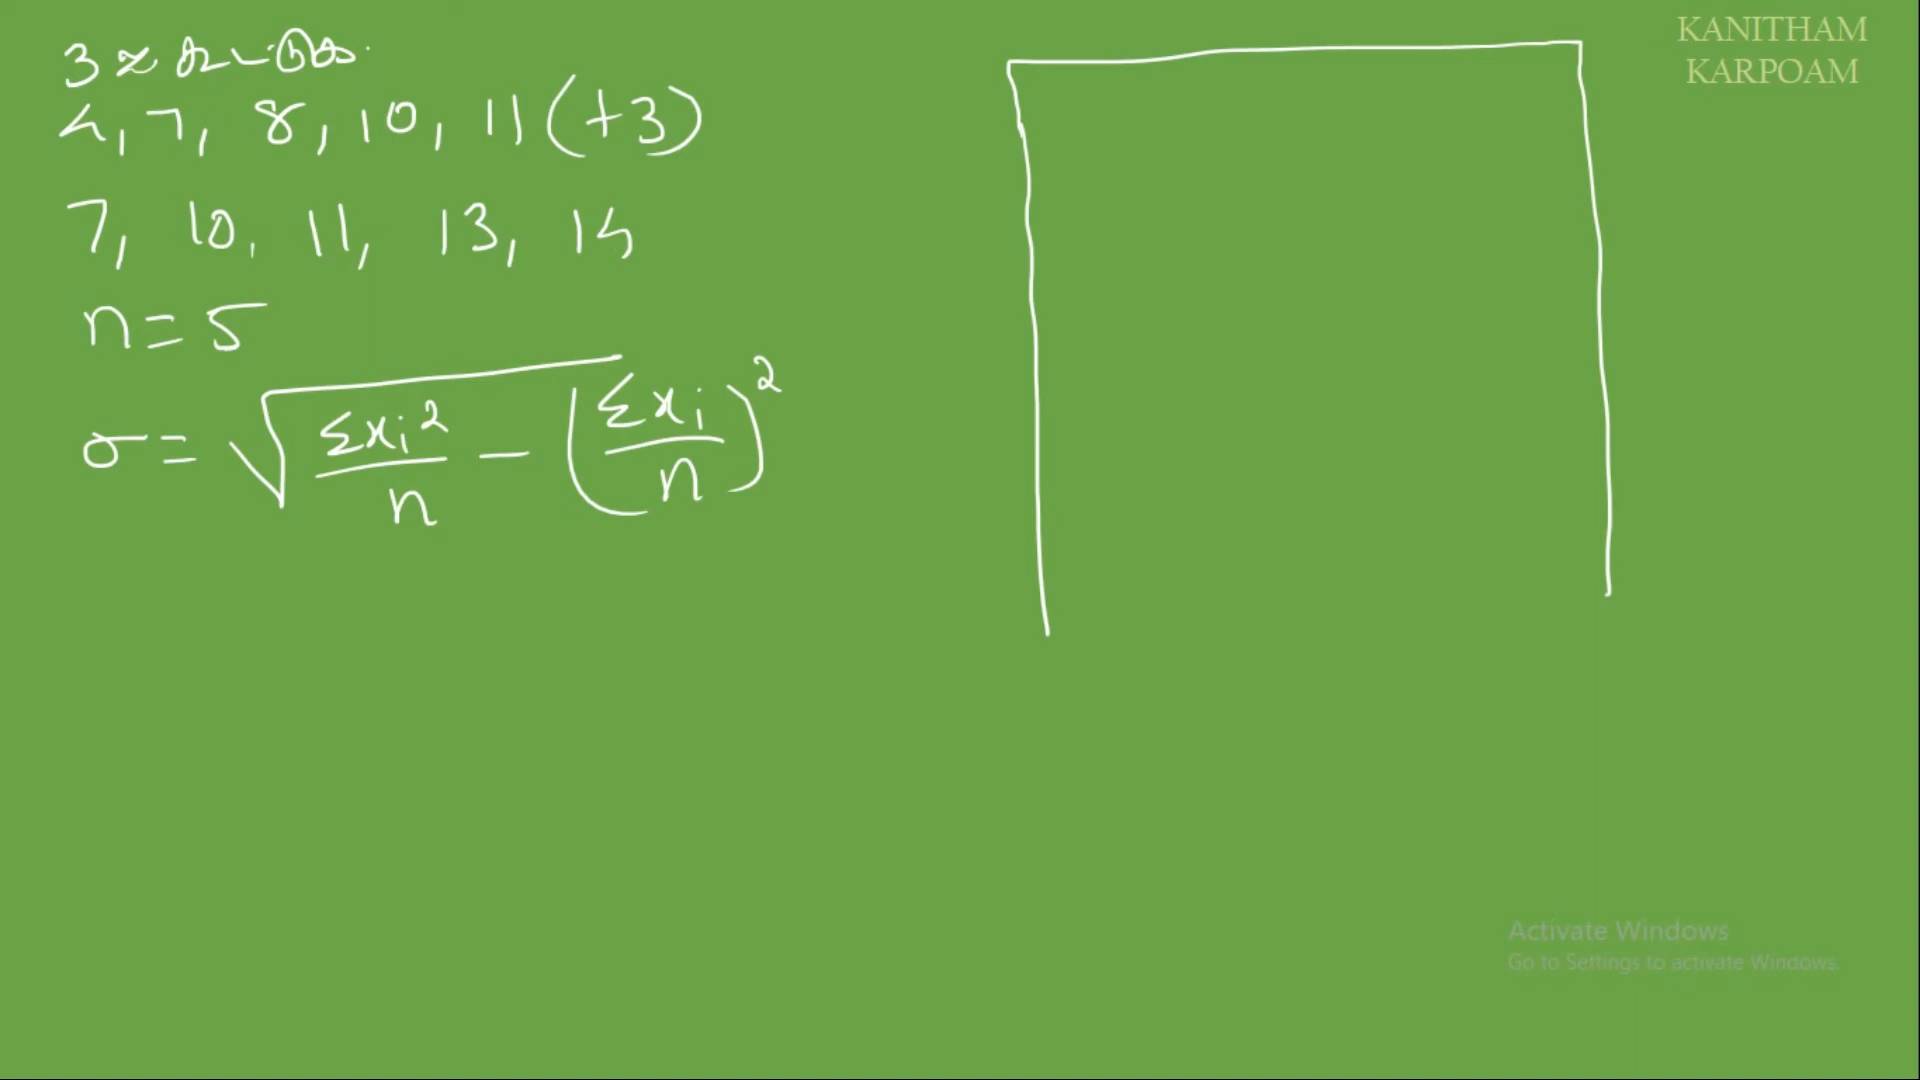 3 ஐ கூட்டுக.
4, 7, 8, 10, 11 (+3)
7, 10, 11, 13, 14
n = 5
σ = √ Σxᵢ²/n − (Σxᵢ/n)²
KANITHAM
KARPOAM
Activate Windows
Go to Settings to activate Windows.